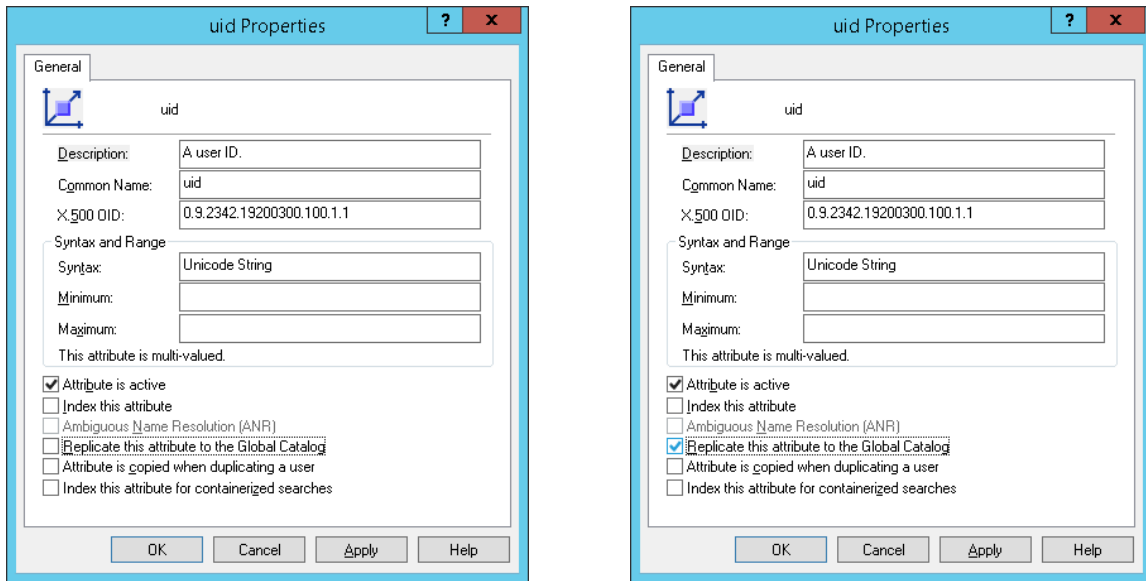 uid Properties
?
x
General
uid
Description:
A user ID.
Common Name:
uid
X.500 OID:
0.9.2342.19200300.100.1.1
Syntax and Range
Syntax:
Unicode String
Minimum:
Maximum:
This attribute is multi-valued.
Attribute is active
Index this attribute
Ambiguous Name Resolution (ANR)
Replicate this attribute to the Global Catalog
Attribute is copied when duplicating a user
Index this attribute for containerized searches
OK
Cancel
Apply
Help
uid Properties
?
x
General
uid
Description:
A user ID.
Common Name:
uid
X.500 OID:
0.9.2342.19200300.100.1.1
Syntax and Range
Syntax:
Unicode String
Minimum:
Maximum:
This attribute is multi-valued.
Attribute is active
Index this attribute
Ambiguous Name Resolution (ANR)
Replicate this attribute to the Global Catalog
Attribute is copied when duplicating a user
Index this attribute for containerized searches
OK
Cancel
Apply
Help